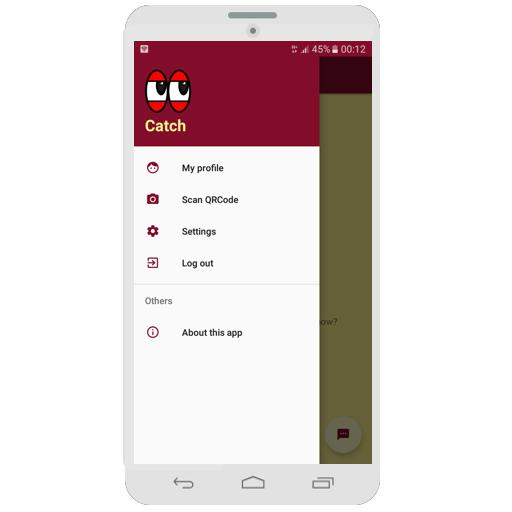 45% 00:12
Catch
My profile
Scan QRCode
Settings
Log out
Others
ow?
About this app